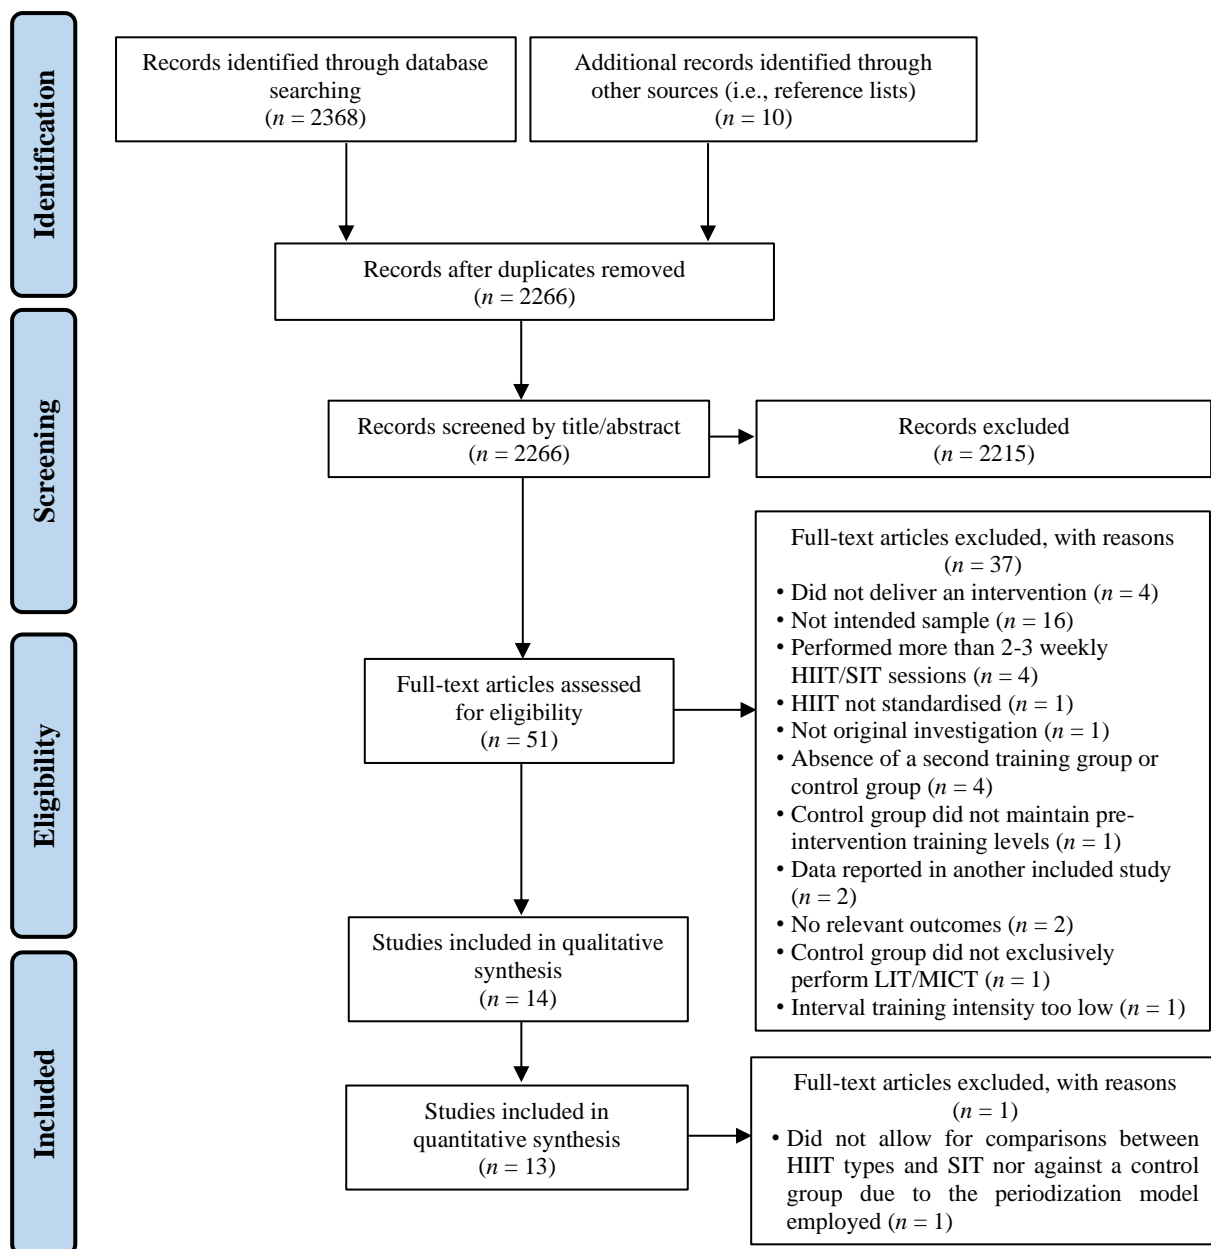 Identification
Records identified through database
searching
(n = 2368)
Additional records identified through
other sources (i.e., reference lists)
(n = 10)
Records after duplicates removed
(n = 2266)
Screening
Records screened by title/abstract
(n = 2266)
Records excluded
(n = 2215)
Eligibility
Full-text articles assessed
for eligibility
(n = 51)
Full-text articles excluded, with reasons
(n = 37)
• Did not deliver an intervention (n = 4)
• Not intended sample (n = 16)
• Performed more than 2-3 weekly
HIIT/SIT sessions (n = 4)
• HIIT not standardised (n = 1)
• Not original investigation (n = 1)
• Absence of a second training group or
control group (n = 4)
• Control group did not maintain pre-
intervention training levels (n = 1)
• Data reported in another included study
(n = 2)
• No relevant outcomes (n = 2)
• Control group did not exclusively
perform LIT/MICT (n = 1)
• Interval training intensity too low (n = 1)
Studies included in qualitative
synthesis
(n = 14)
Included
Studies included in
quantitative synthesis
(n = 13)
Full-text articles excluded, with reasons
(n = 1)
• Did not allow for comparisons between
HIIT types and SIT nor against a control
group due to the periodization model
employed (n = 1)